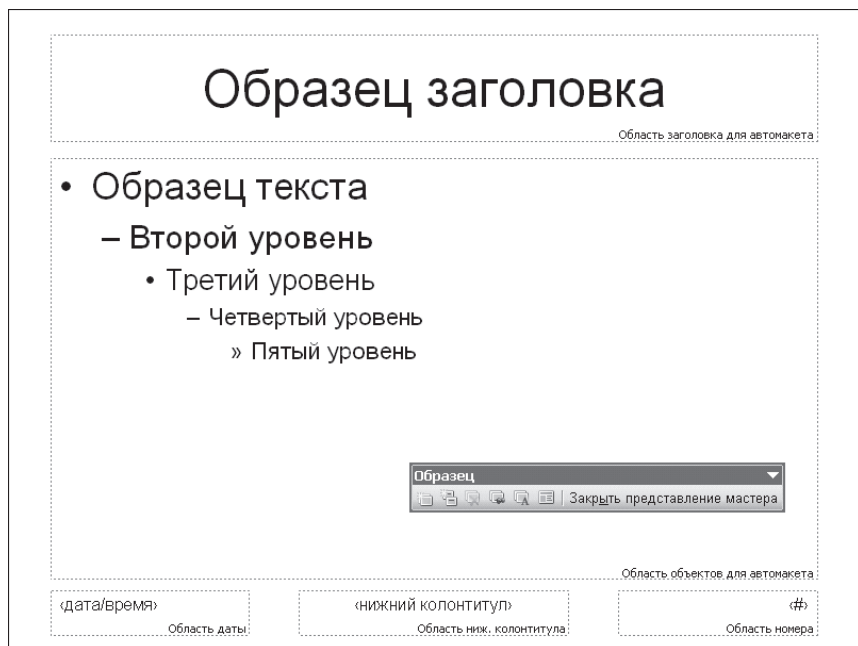 Образец заголовка
Область заголовка для автомакета
• Образец текста
– Второй уровень
• Третий уровень
– Четвертый уровень
» Пятый уровень
Образец
Закрыть представление мастера
Область объектов для автомакета
‹дата/время›
Область даты
‹нижний колонтитул›
Область ниж. колонтитула
‹#›
Область номера